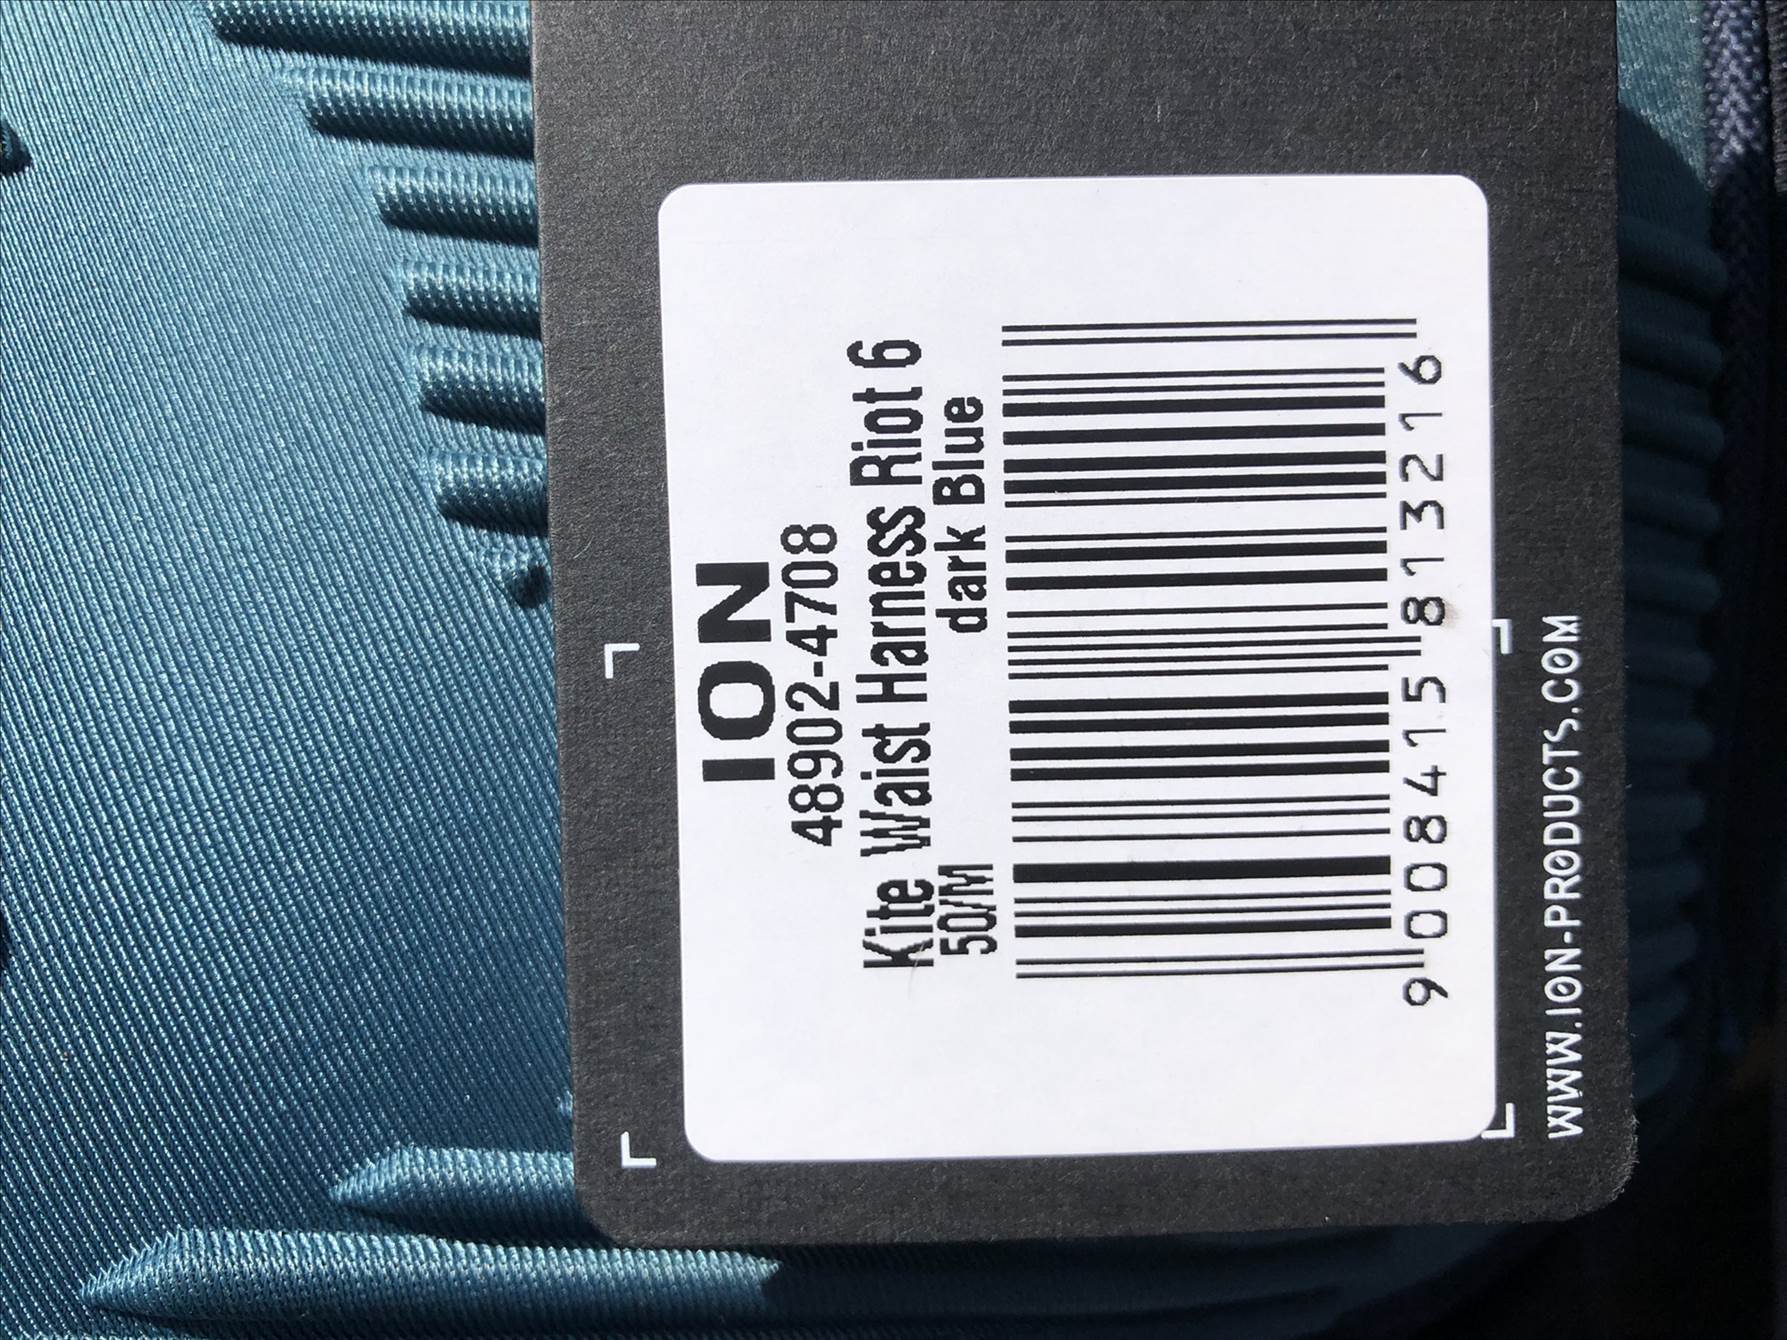 ION
48902-4708
Kite Waist Harness Riot 6
50/M dark Blue
9 008415 813216
WWW.ION-PRODUCTS.COM